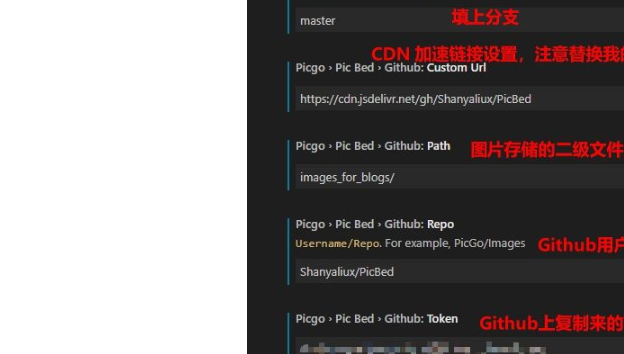 master
填上分支
CDN 加速链接设置，注意替换我
Picgo › Pic Bed › Github: Custom Url
https://cdn.jsdelivr.net/gh/Shanyaliux/PicBed
Picgo › Pic Bed › Github: Path
图片存储的二级文件
images_for_blogs/
Picgo › Pic Bed › Github: Repo
Username/Repo. For example, PicGo/Images
Github用户
Shanyaliux/PicBed
Picgo › Pic Bed › Github: Token
Github上复制来的